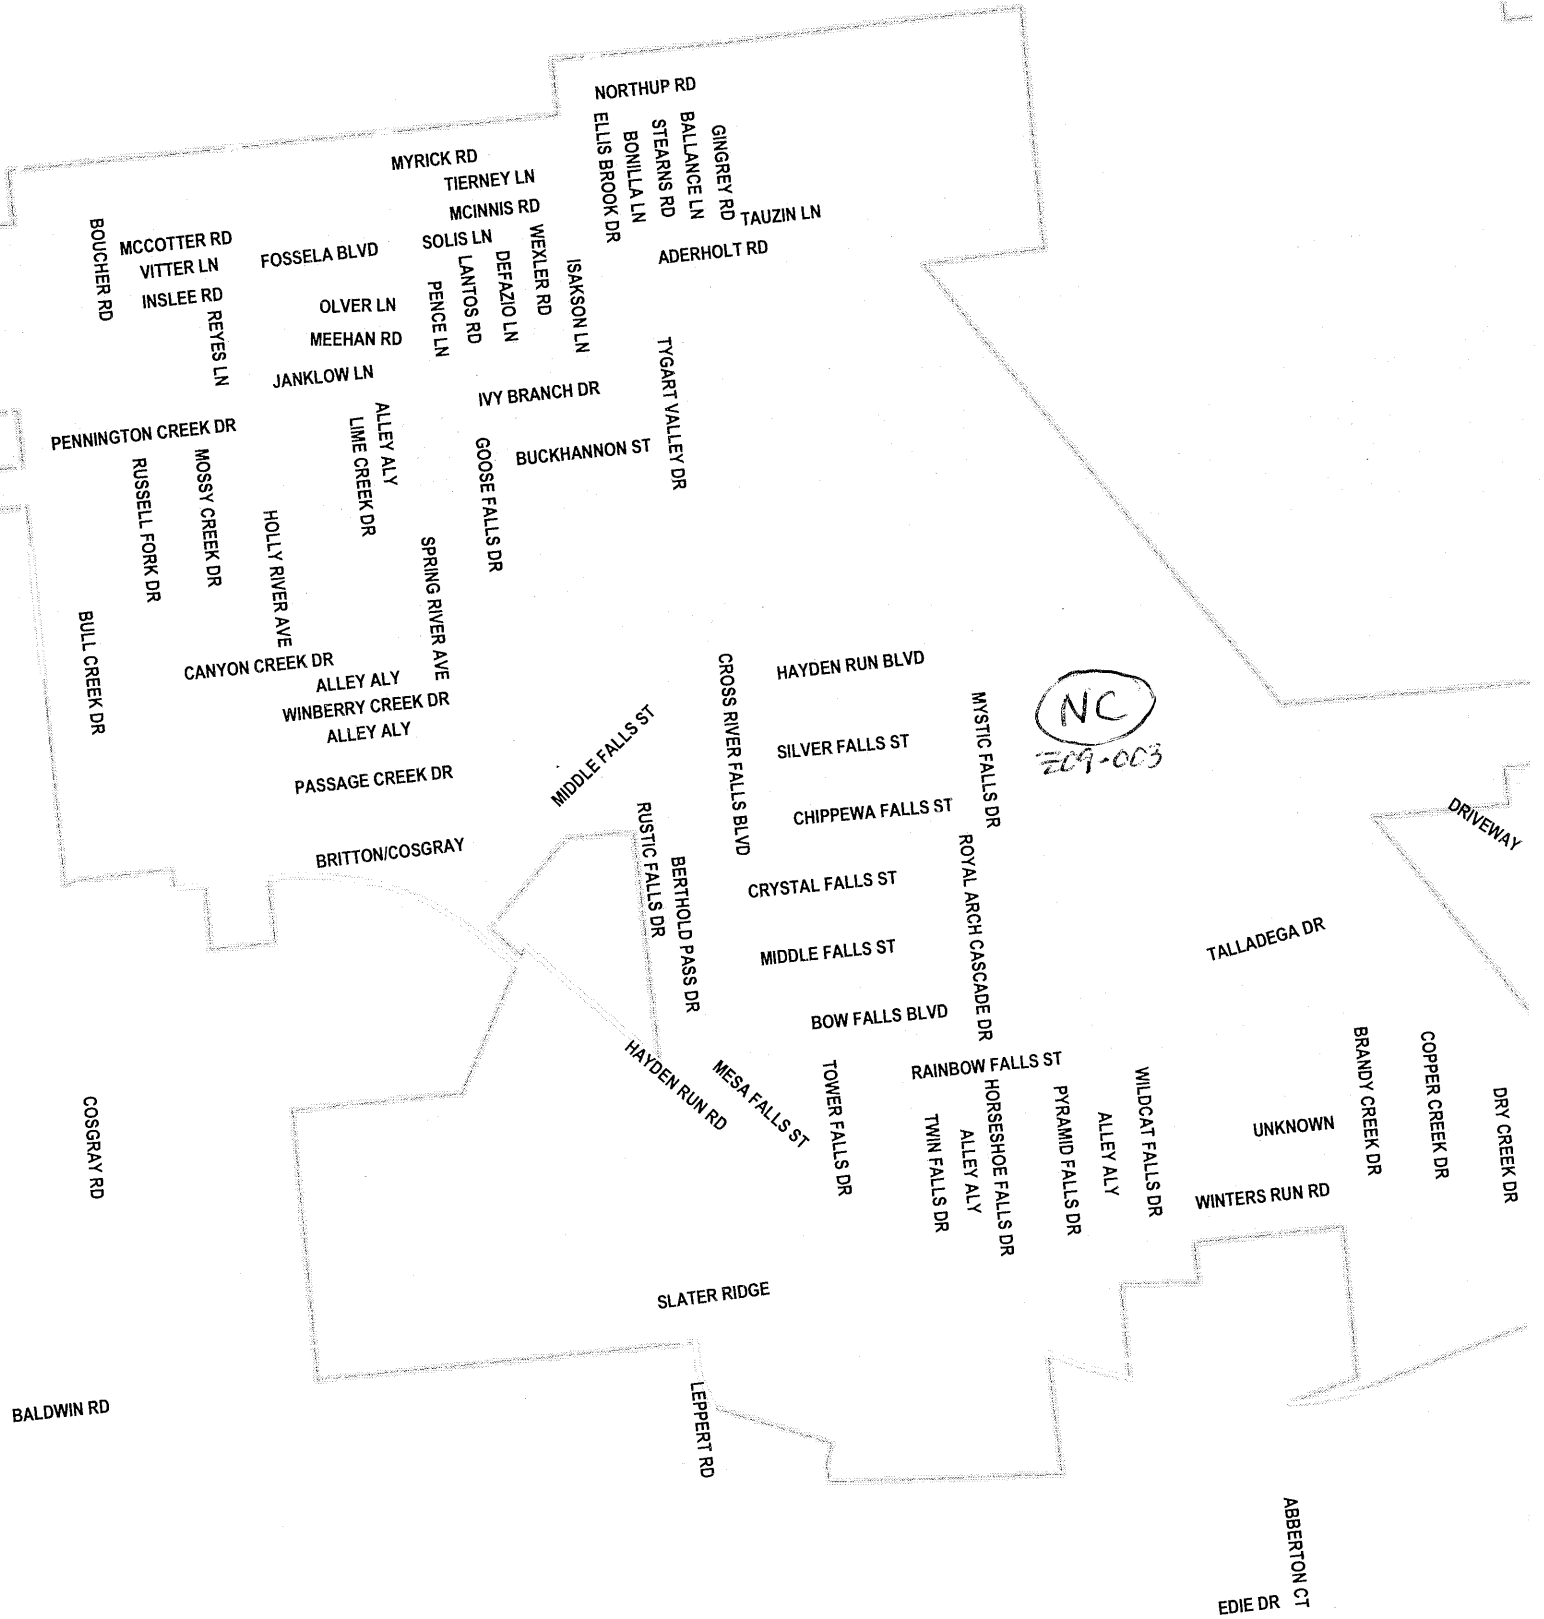 NORTHUP RD
ELLIS BROOK DR
BONILLA LN
STEARNS RD
BALLANCE LN
GINGREY RD
MYRICK RD
TIERNEY LN
MCINNIS RD
TAUZIN LN
BOUCHER RD
MCCOTTER RD
VITTER LN
INSLEE RD
FOSSELA BLVD
SOLIS LN
WEXLER RD
ADERHOLT RD
LANTOS RD
DEFAZIO LN
ISAKSON LN
PENCE LN
OLVER LN
MEEHAN RD
REYES LN
JANKLOW LN
IVY BRANCH DR
TYGART VALLEY DR
PENNINGTON CREEK DR
ALLEY ALY
LIME CREEK DR
GOOSE FALLS DR
BUCKHANNON ST
RUSSELL FORK DR
MOSSY CREEK DR
HOLLY RIVER AVE
SPRING RIVER AVE
BULL CREEK DR
CANYON CREEK DR
ALLEY ALY
WINBERRY CREEK DR
ALLEY ALY
CROSS RIVER FALLS BLVD
HAYDEN RUN BLVD
MYSTIC FALLS DR
NC
Z09-003
MIDDLE FALLS ST
SILVER FALLS ST
PASSAGE CREEK DR
CHIPPEWA FALLS ST
RUSTIC FALLS DR
DRIVEWAY
BRITTON/COSGRAY
BERTHOLD PASS DR
CRYSTAL FALLS ST
ROYAL ARCH CASCADE DR
MIDDLE FALLS ST
TALLADEGA DR
BOW FALLS BLVD
HAYDEN RUN RD
MESA FALLS ST
TOWER FALLS DR
RAINBOW FALLS ST
COSGRAY RD
TWIN FALLS DR
ALLEY ALY
HORSESHOE FALLS DR
PYRAMID FALLS DR
ALLEY ALY
WILDCAT FALLS DR
UNKNOWN
BRANDY CREEK DR
COPPER CREEK DR
DRY CREEK DR
WINTERS RUN RD
SLATER RIDGE
BALDWIN RD
LEPPERT RD
ABBERTON CT
EDIE DR